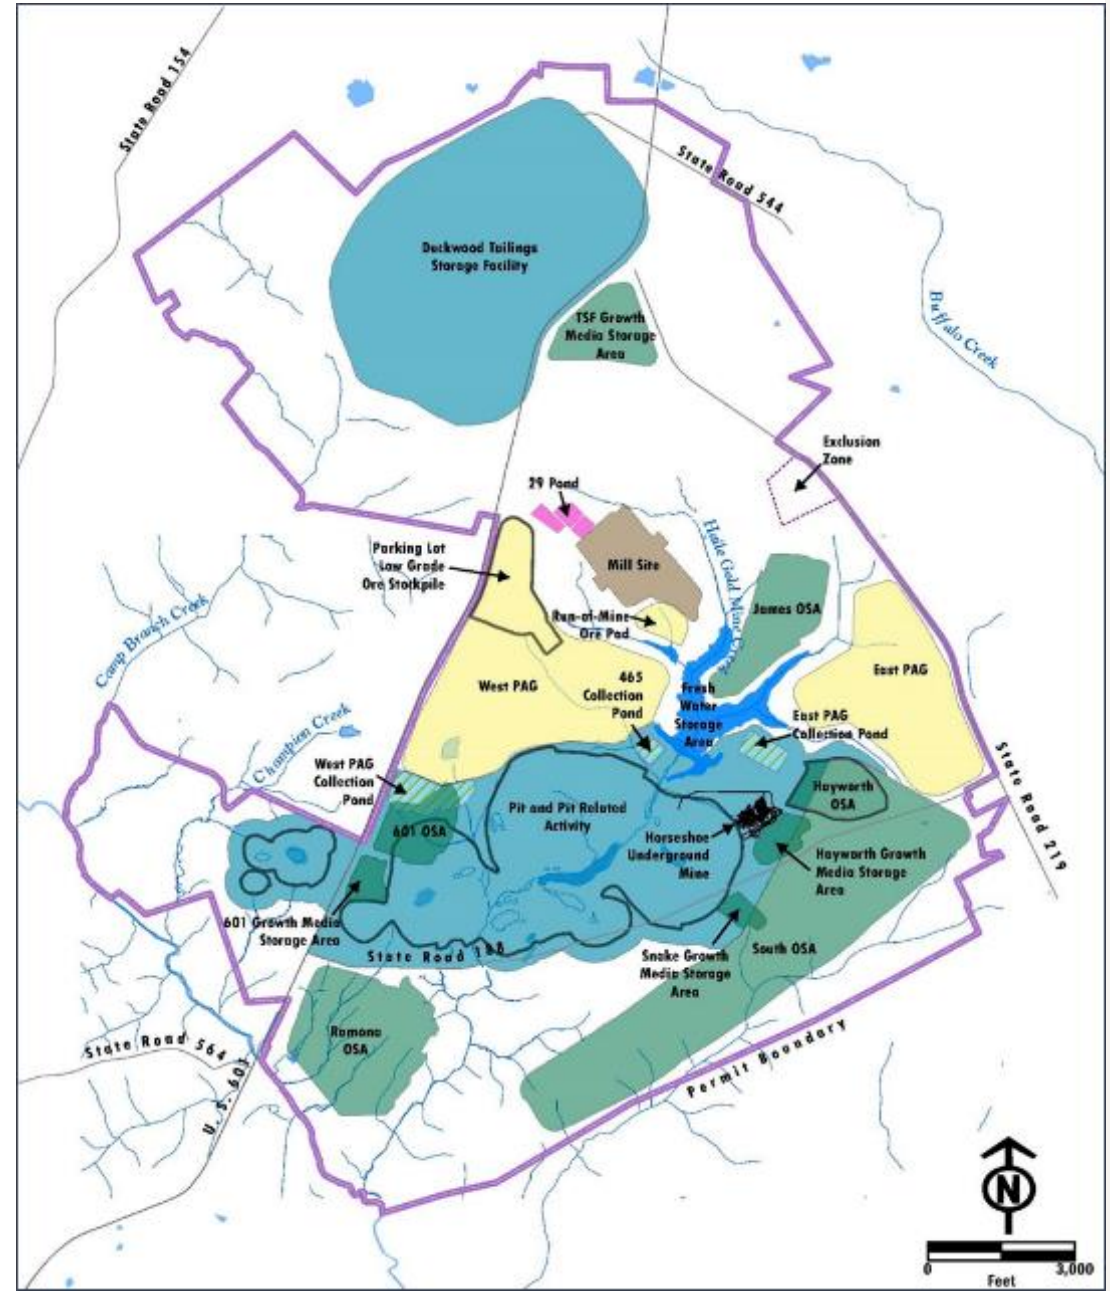 State Road 154
State Road 544
Duckwood Tailings
Storage Facility
Buffalo Creek
TSF Growth
Media Storage
Area
Exclusion
Zone
29 Pond
Haile Gold Mine Creek
Parking Lot
Low Grade
Ore Stockpile
Mill Site
Camp Branch Creek
Run-of-Mine
Ore Pad
James OSA
West PAG
465
Collection
Pond
Fresh
Water
Storage
Area
East PAG
East PAG
Collection Pond
Champion Creek
West PAG
Collection
Pond
State Road 219
Pit and Pit Related
Activity
Hayworth
OSA
601 OSA
Horseshoe
Underground
Mine
Hayworth Growth
Media Storage
Area
601 Growth Media
Storage Area
State Road 188
Snake Growth
Media Storage
Area
South OSA
Ramona
OSA
State Road 564
U. S. 601
Permit Boundary
N
0 3,000
Feet